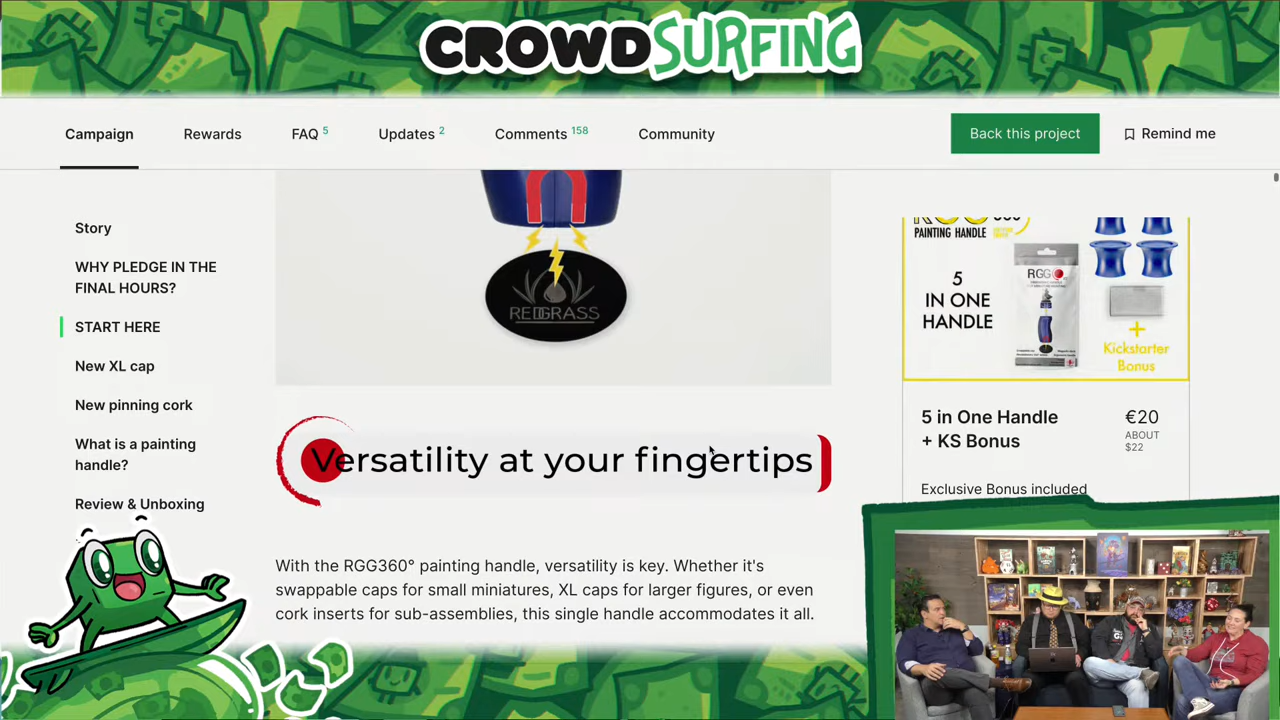 CROWDSURFING
Campaign
Rewards
FAQ 5
Updates 2
Comments 158
Community
Back this project
Remind me
Story
WHY PLEDGE IN THE
FINAL HOURS?
START HERE
New XL cap
New pinning cork
What is a painting
handle?
Review & Unboxing
REDGRASS
Versatility at your fingertips
With the RGG360° painting handle, versatility is key. Whether it's
swappable caps for small miniatures, XL caps for larger figures, or even
cork inserts for sub-assemblies, this single handle accommodates it all.
PAINTING HANDLE
5
IN ONE
HANDLE
RGG
+
Kickstarter
Bonus
5 in One Handle
+ KS Bonus
€20
ABOUT
$22
Exclusive Bonus included